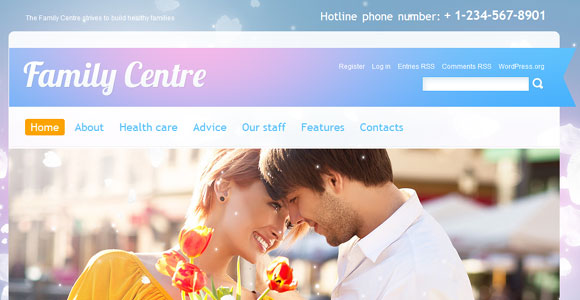 The Family Centre strives to build healthy families
Hotline phone number: + 1-234-567-8901
Register Log in Entries RSS Comments RSS WordPress.org
Family Centre
Home About Health care Advice Our staff Features Contacts